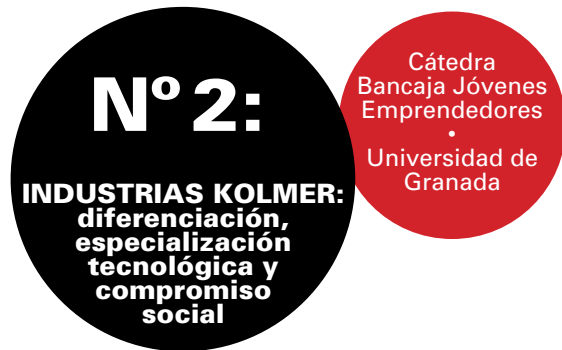 Nº 2:
INDUSTRIAS KOLMER:
diferenciación,
especialización
tecnológica y
compromiso
social
Cátedra
Bancaja Jóvenes
Emprendedores
•
Universidad de
Granada